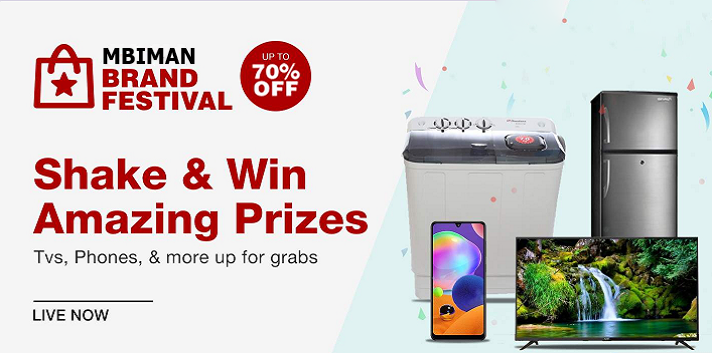 MBIMAN
BRAND
FESTIVAL
UP TO
70%
OFF
Shake & Win
Amazing Prizes
Tvs, Phones, & more up for grabs
LIVE NOW